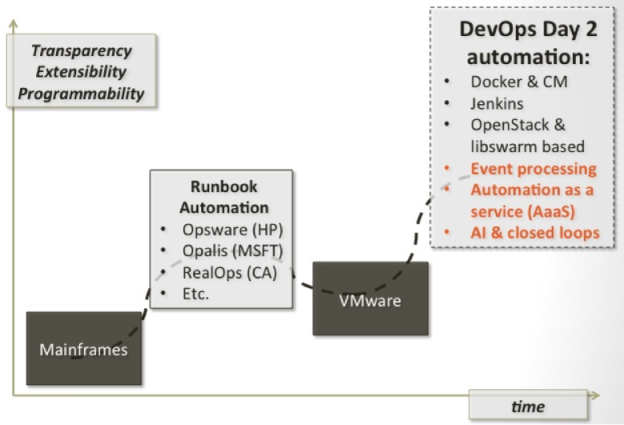 Transparency
Extensibility
Programmability
DevOps Day 2
automation:
• Docker & CM
• Jenkins
• OpenStack &
libswarm based
• Event processing
• Automation as a
service (AaaS)
• AI & closed loops
Runbook
Automation
• Opsware (HP)
• Opalis (MSFT)
• RealOps (CA)
• Etc.
VMware
Mainframes
time